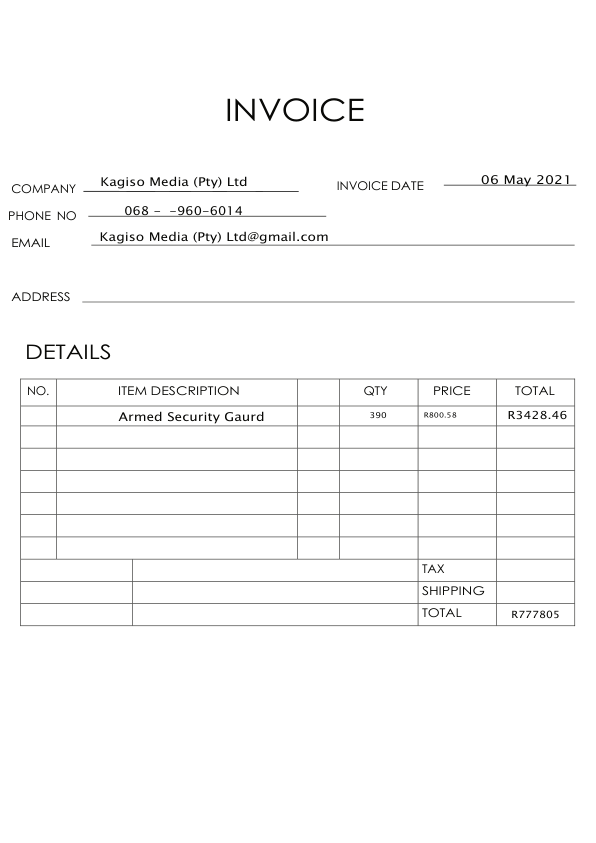 INVOICE
COMPANY Kagiso Media (Pty) Ltd INVOICE DATE 06 May 2021
PHONE NO 068 - -960-6014
EMAIL Kagiso Media (Pty) Ltd@gmail.com
ADDRESS
DETAILS
NO. ITEM DESCRIPTION QTY PRICE TOTAL
Armed Security Gaurd 390 R800.58 R3428.46
TAX
SHIPPING
TOTAL R777805